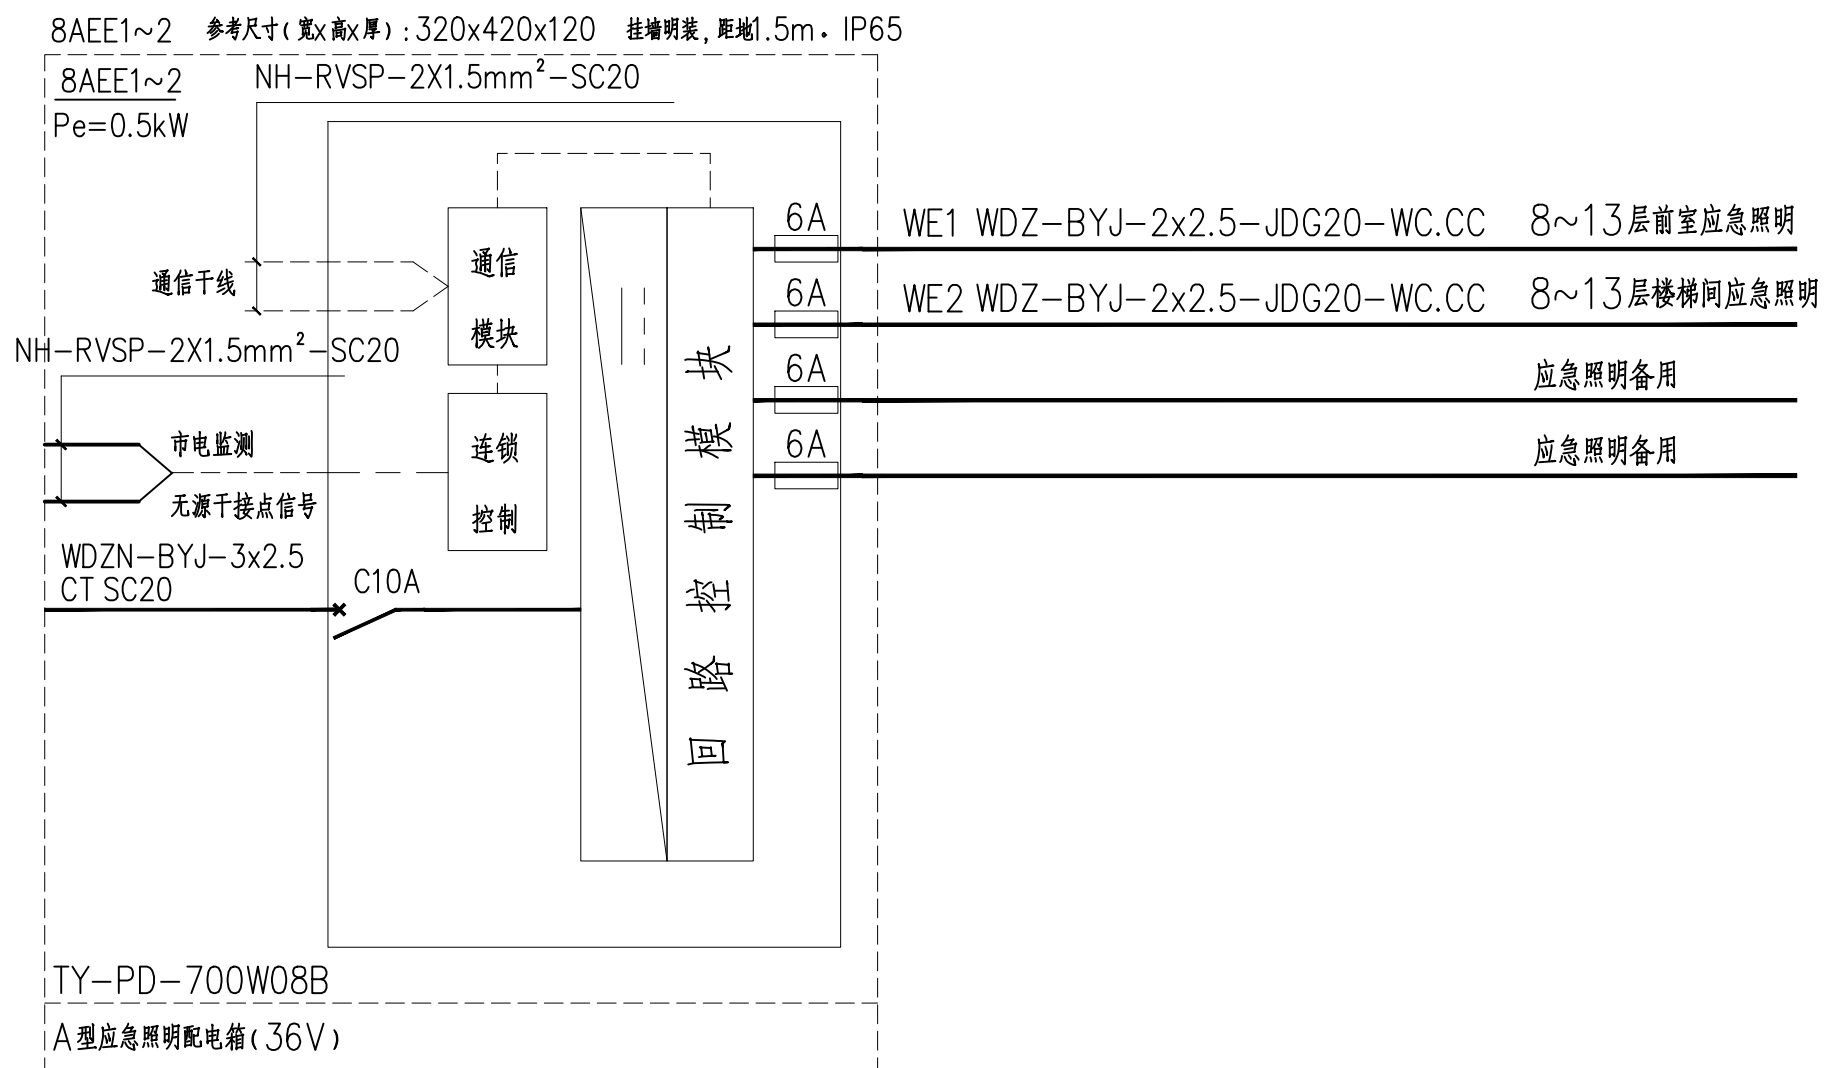 8AEE1~2 参考尺寸(宽x高x厚):320x420x120 挂墙明装,距地1.5m。IP65
8AEE1~2
Pe=0.5kW
NH-RVSP-2X1.5mm²-SC20
6A
WE1 WDZ-BYJ-2x2.5-JDG20-WC.CC 8~13层前室应急照明
通信
模块
通信干线
6A
WE2 WDZ-BYJ-2x2.5-JDG20-WC.CC 8~13层楼梯间应急照明
NH-RVSP-2X1.5mm²-SC20
6A
应急照明备用
市电监测
无源干接点信号
连锁
控制
6A
应急照明备用
WDZN-BYJ-3x2.5
CT SC20
C10A
回路控制模块
TY-PD-700W08B
A型应急照明配电箱(36V)